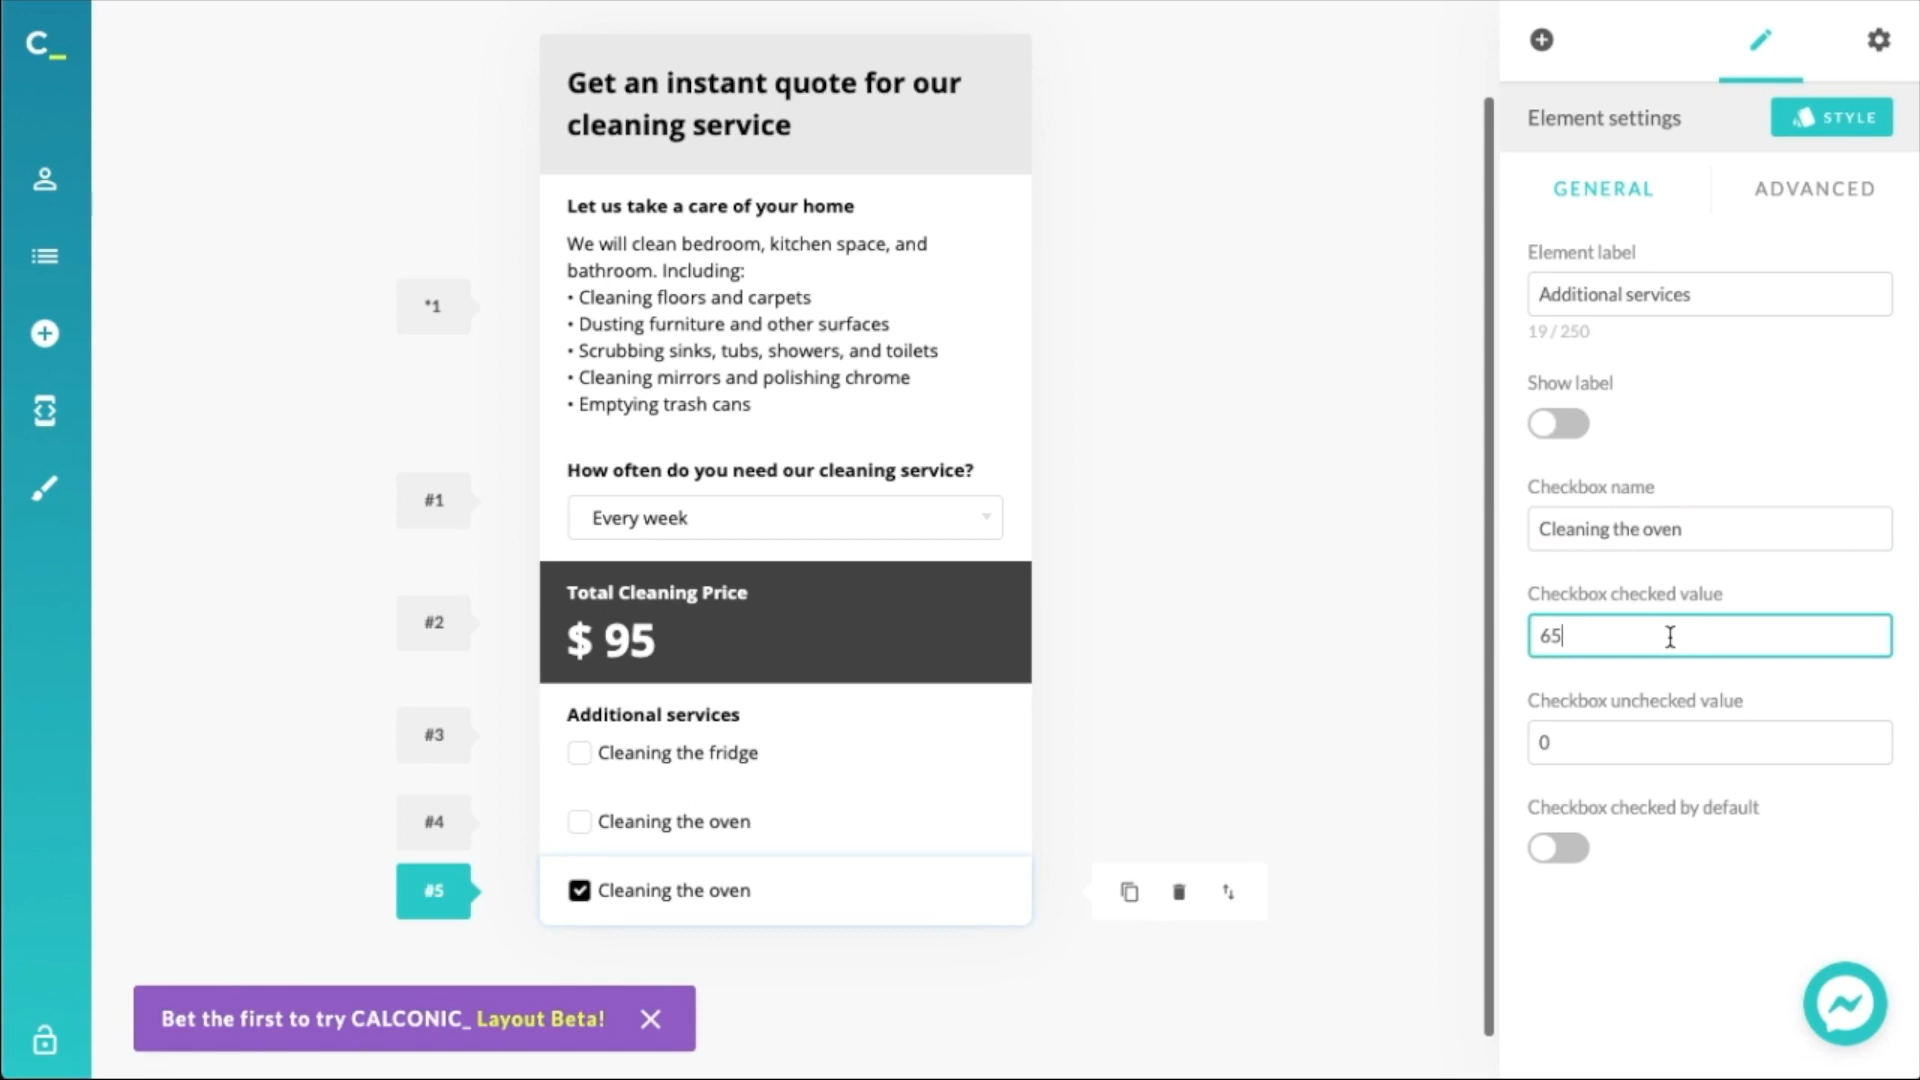 C_
Get an instant quote for our
cleaning service
Let us take a care of your home
We will clean bedroom, kitchen space, and
bathroom. Including:
• Cleaning floors and carpets
• Dusting furniture and other surfaces
• Scrubbing sinks, tubs, showers, and toilets
• Cleaning mirrors and polishing chrome
• Emptying trash cans
*1
How often do you need our cleaning service?
#1
Every week
Total Cleaning Price
#2
$ 95
Additional services
#3
Cleaning the fridge
#4
Cleaning the oven
#5
Cleaning the oven
Bet the first to try CALCONIC_ Layout Beta!
Element settings
STYLE
GENERAL
ADVANCED
Element label
Additional services
19 / 250
Show label
Checkbox name
Cleaning the oven
Checkbox checked value
65
Checkbox unchecked value
0
Checkbox checked by default